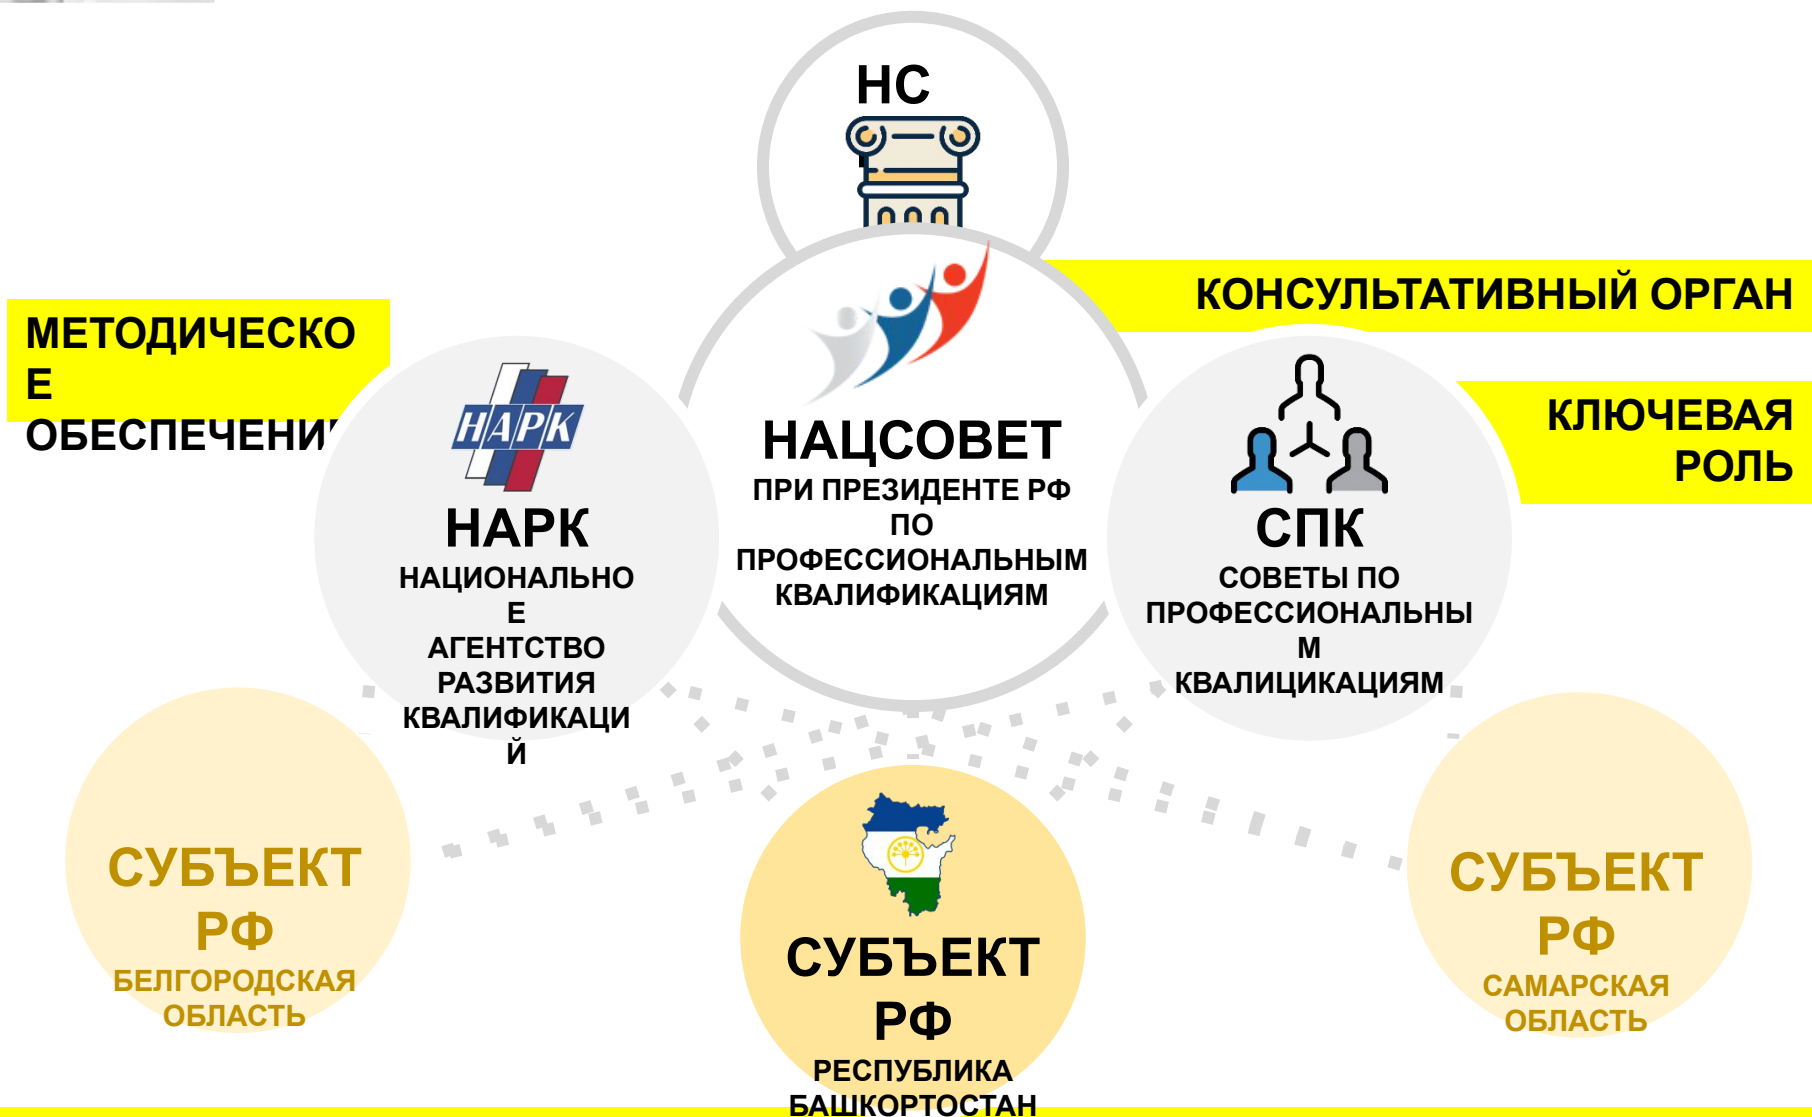 НС
КОНСУЛЬТАТИВНЫЙ ОРГАН
МЕТОДИЧЕСКО
Е
ОБЕСПЕЧЕНИ
КЛЮЧЕВАЯ
РОЛЬ
НАРК
НАРК
НАЦИОНАЛЬНО
Е
АГЕНТСТВО
РАЗВИТИЯ
КВАЛИФИКАЦИ
Й
НАЦСОВЕТ
ПРИ ПРЕЗИДЕНТЕ РФ
ПО
ПРОФЕССИОНАЛЬНЫМ
КВАЛИФИКАЦИЯМ
СПК
СОВЕТЫ ПО
ПРОФЕССИОНАЛЬНЫ
М
КВАЛИЦИКАЦИЯМ
СУБЪЕКТ
РФ
БЕЛГОРОДСКАЯ
ОБЛАСТЬ
СУБЪЕКТ
РФ
РЕСПУБЛИКА
БАШКОРТОСТАН
СУБЪЕКТ
РФ
САМАРСКАЯ
ОБЛАСТЬ